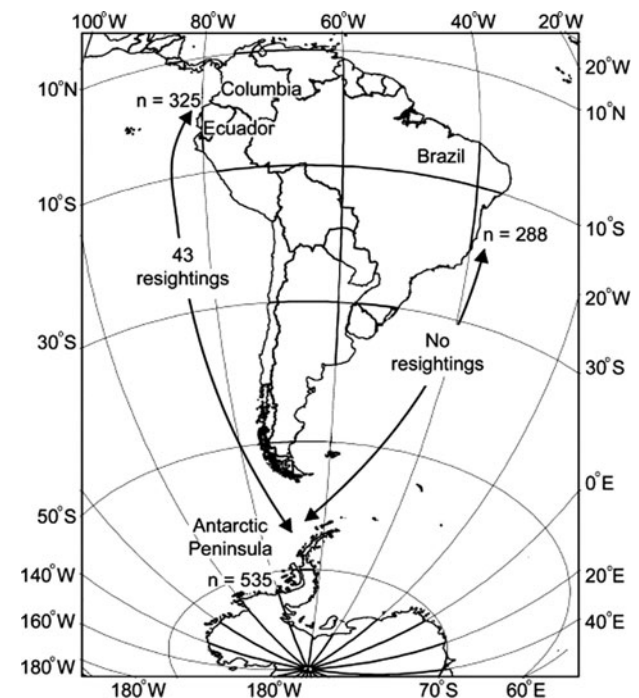 100°W 80°W 60°W 40°W 20°W
20°W
10°N
n = 325
Columbia
10°N
Ecuador
Brazil
10°S
n = 288
10°S
43
resightings
20°W
No
resightings
30°S
30°S
0°E
50°S
Antarctic
Peninsula
n = 535
140°W
20°E
160°W
40°E
180°W
180°W 180°W 70°S 60°E